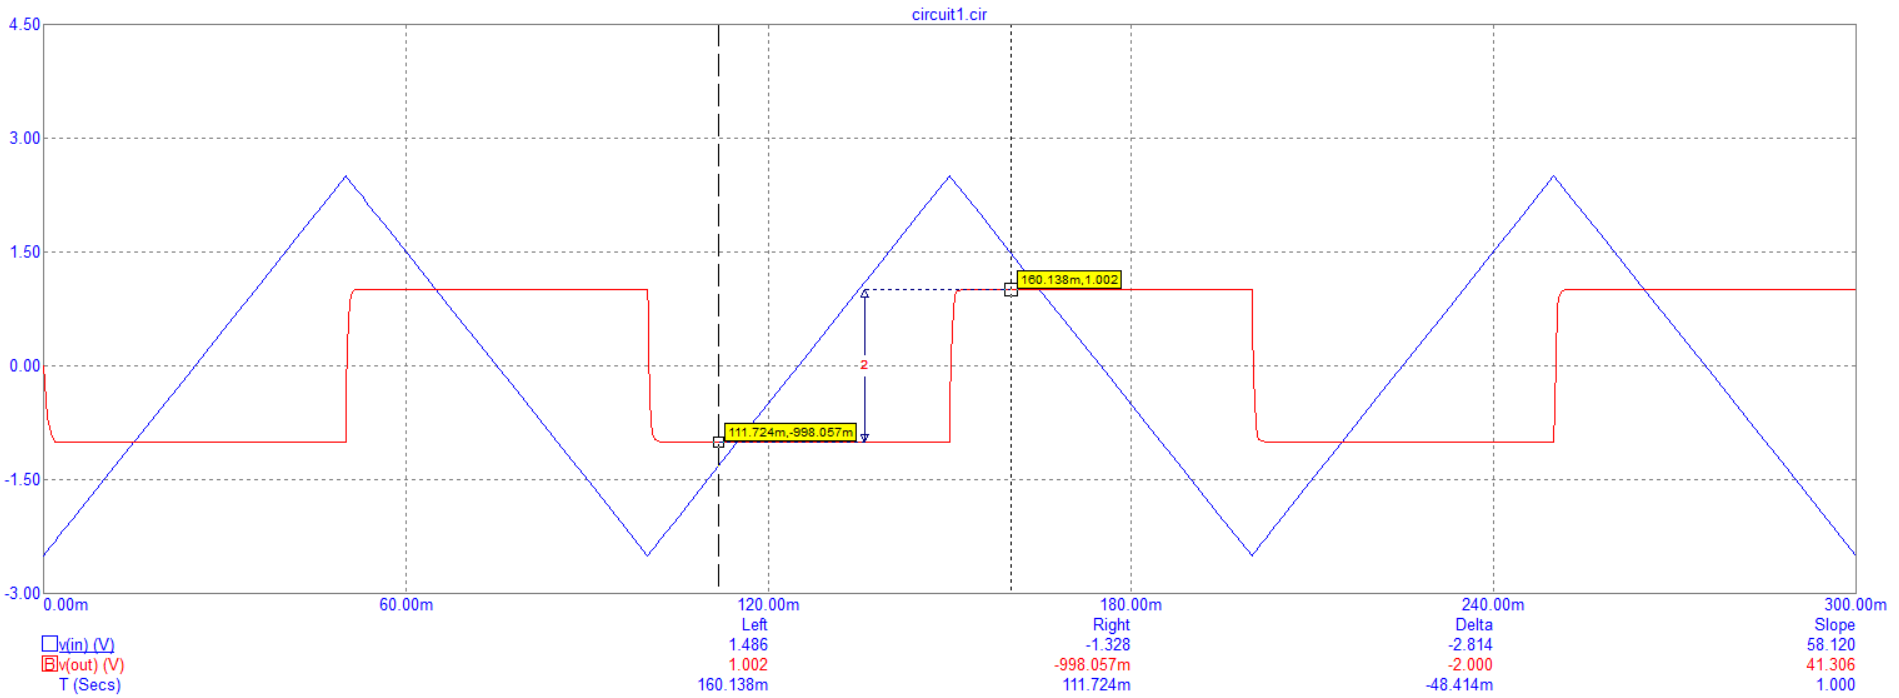 circuit1.cir
4.50
3.00
1.50
160.138m,1.002
0.00
2
111.724m,-998.057m
-1.50
-3.00
0.00m 60.00m 120.00m 180.00m 240.00m 300.00m
Left Right Delta Slope
v(in) (V) 1.486 -1.328 -2.814 58.120
B v(out) (V) 1.002 -998.057m -2.000 41.306
T (Secs) 160.138m 111.724m -48.414m 1.000